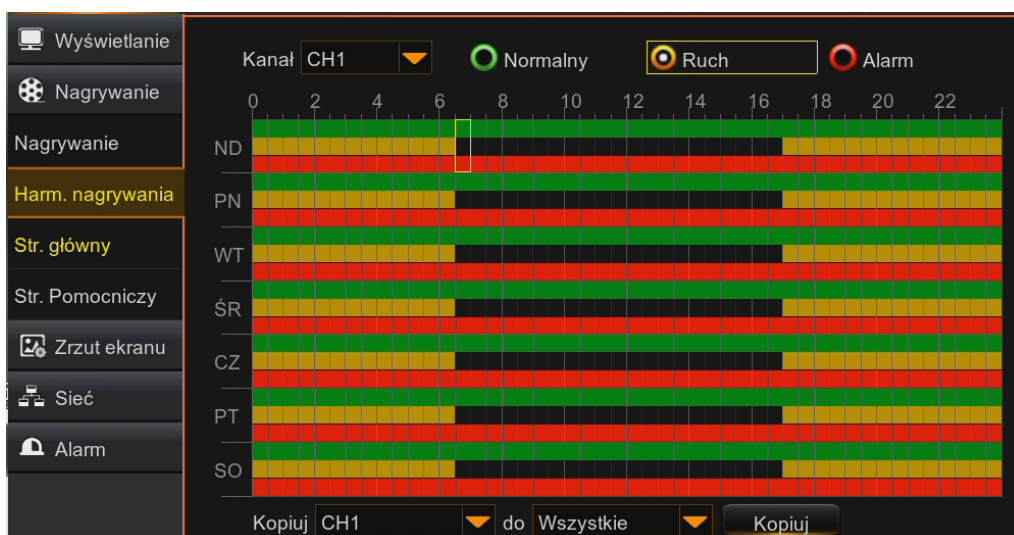 Wyświetlanie
Nagrywanie
Nagrywanie
Harm. nagrywania
Str. główny
Str. Pomocniczy
Zrzut ekranu
Sieć
Alarm
Kanał CH1 Normalny Ruch Alarm
0 2 4 6 8 10 12 14 16 18 20 22
ND
PN
WT
ŚR
CZ
PT
SO
Kopiuj CH1 do Wszystkie Kopiuj